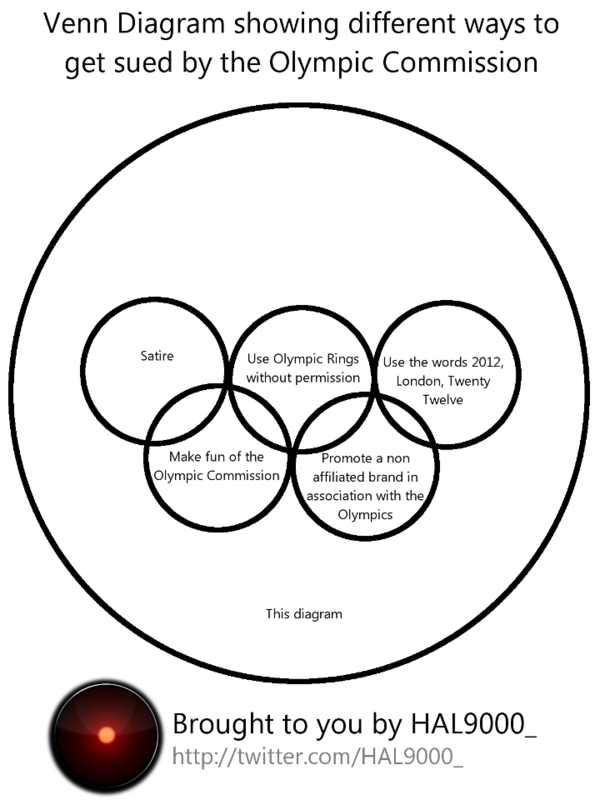 Venn Diagram showing different ways to
get sued by the Olympic Commission
Satire
Use Olympic Rings
without permission
Use the words 2012,
London, Twenty
Twelve
Make fun of the
Olympic Commission
Promote a non
affiliated brand in
association with the
Olympics
This diagram
Brought to you by HAL9000_
http://twitter.com/HAL9000_